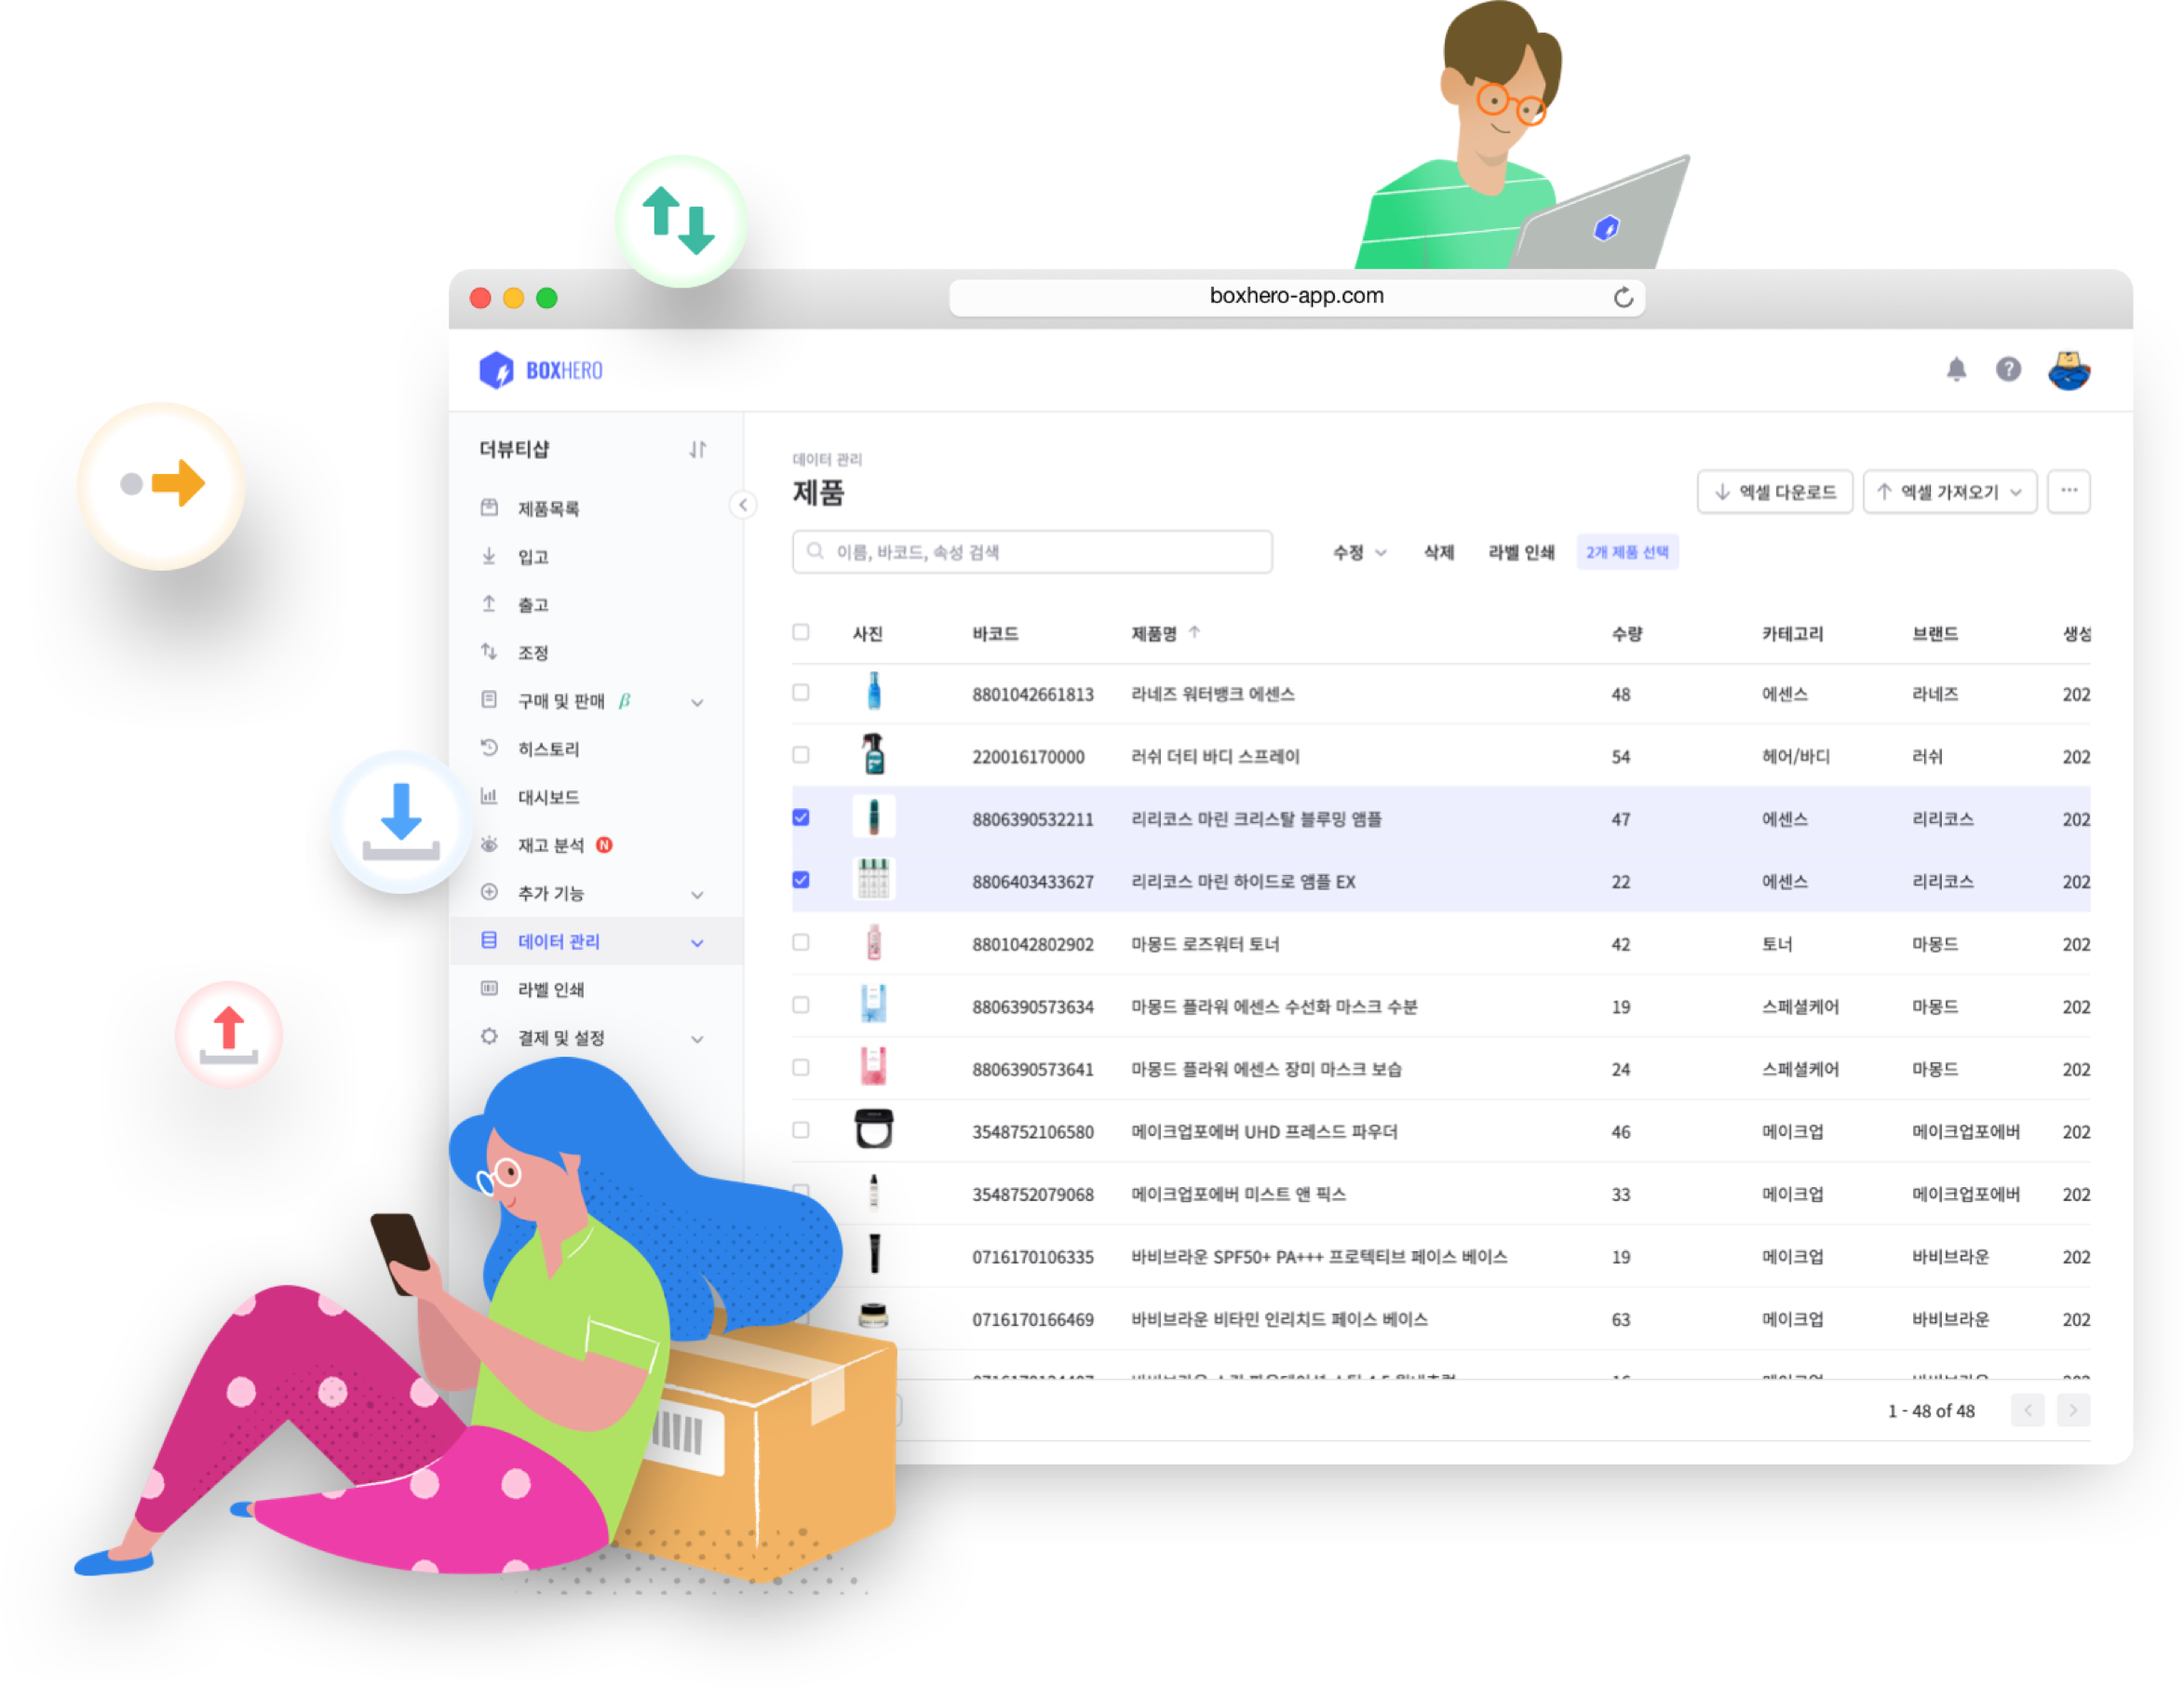 boxhero-app.com
BOXHERO
더뷰티샵
제품목록
입고
출고
조정
구매 및 판매 β
히스토리
대시보드
재고 분석 N
추가 기능
데이터 관리
라벨 인쇄
결제 및 설정
데이터 관리
제품
엑셀 다운로드 엑셀 가져오기 ...
이름, 바코드, 속성 검색 수정 삭제 라벨 인쇄 2개 제품 선택
사진 바코드 제품명 수량 카테고리 브랜드 생성
8801042661813 라네즈 워터뱅크 에센스 48 에센스 라네즈 202
220016170000 러쉬 더티 바디 스프레이 54 헤어/바디 러쉬 202
8806390532211 리리코스 마린 크리스탈 블루밍 앰플 47 에센스 리리코스 202
8806403433627 리리코스 마린 하이드로 앰플 EX 22 에센스 리리코스 202
8801042802902 마몽드 로즈워터 토너 42 토너 마몽드 202
8806390573634 마몽드 플라워 에센스 수선화 마스크 수분 19 스페셜케어 마몽드 202
8806390573641 마몽드 플라워 에센스 장미 마스크 보습 24 스페셜케어 마몽드 202
3548752106580 메이크업포에버 UHD 프레스드 파우더 46 메이크업 메이크업포에버 202
3548752079068 메이크업포에버 미스트 앤 픽스 33 메이크업 메이크업포에버 202
0716170106335 바비브라운 SPF50+ PA+++ 프로텍티브 페이스 베이스 19 메이크업 바비브라운 202
0716170166469 바비브라운 비타민 인리치드 페이스 베이스 63 메이크업 바비브라운 202
1 - 48 of 48